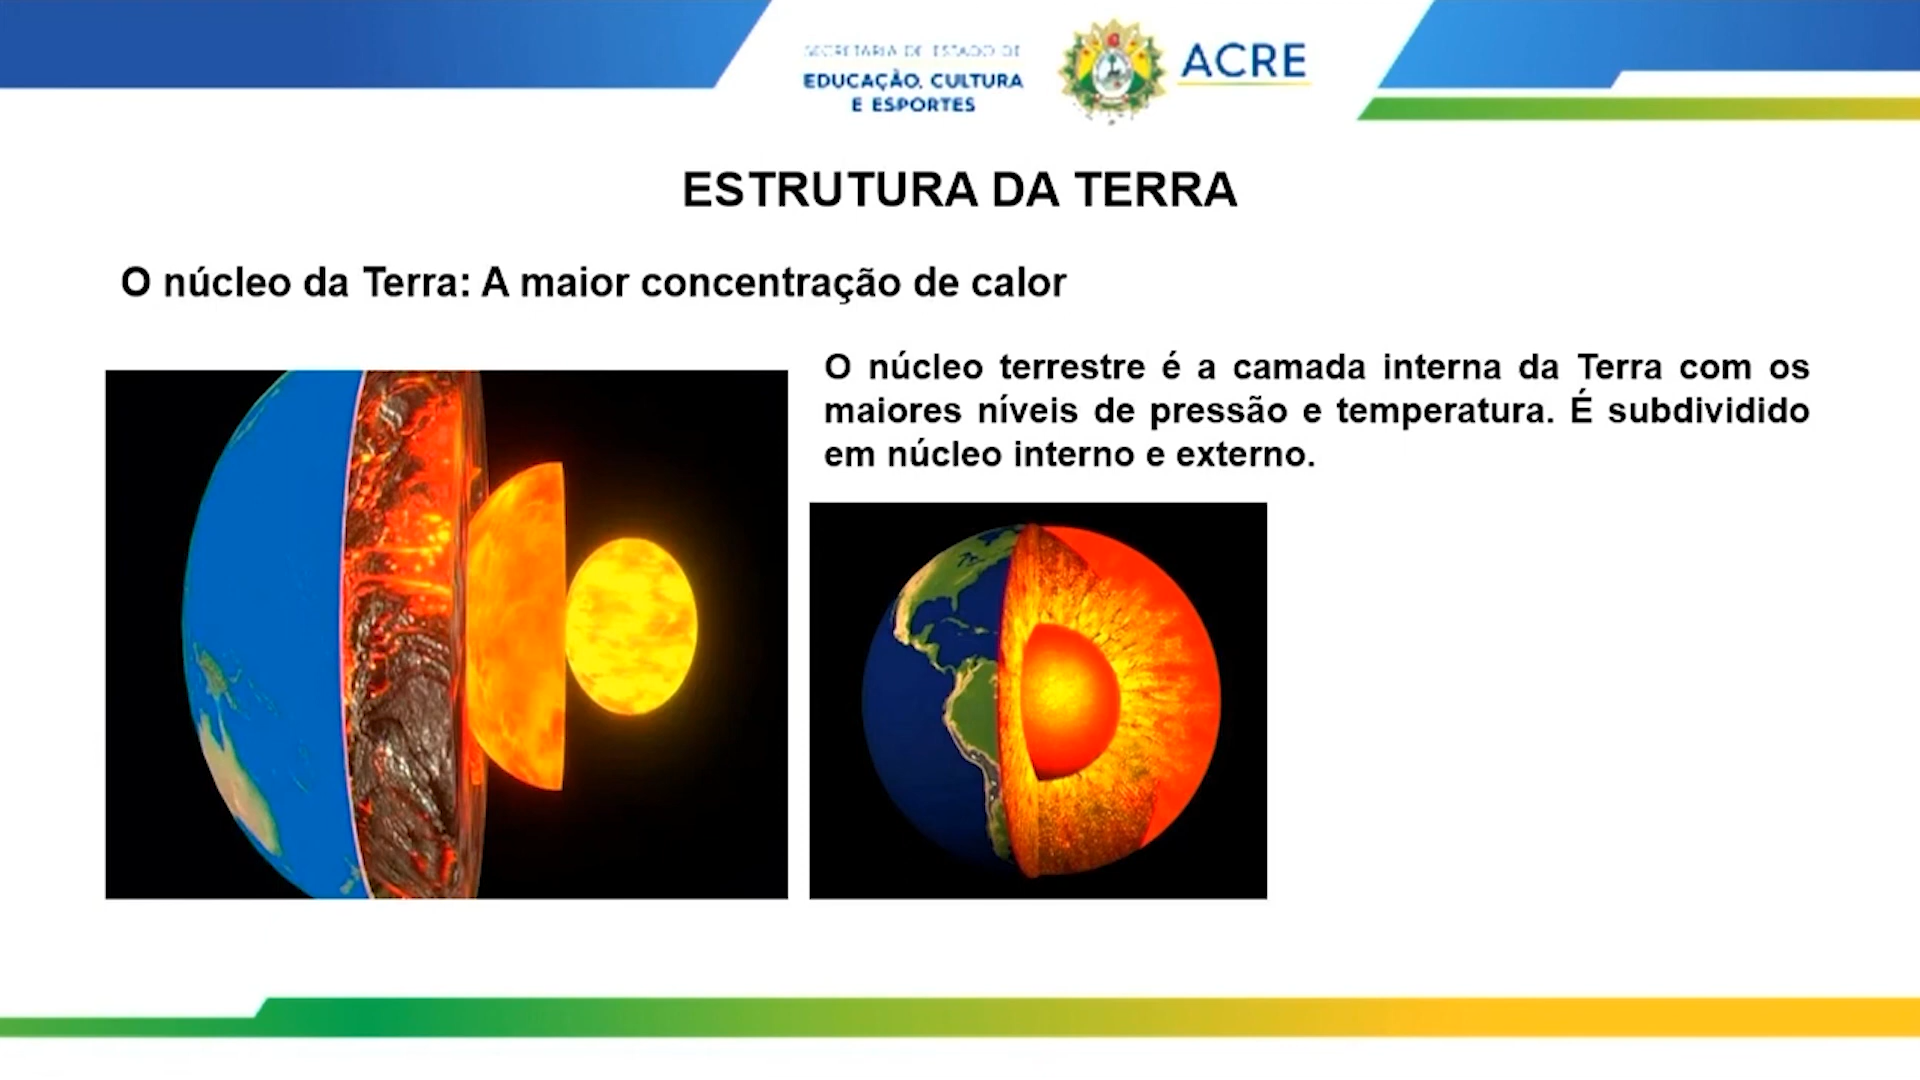 SECRETARIA DE ESTADO DE
EDUCAÇÃO, CULTURA
E ESPORTES
ACRE
ESTRUTURA DA TERRA
O núcleo da Terra: A maior concentração de calor
O núcleo terrestre é a camada interna da Terra com os
maiores níveis de pressão e temperatura. É subdividido
em núcleo interno e externo.